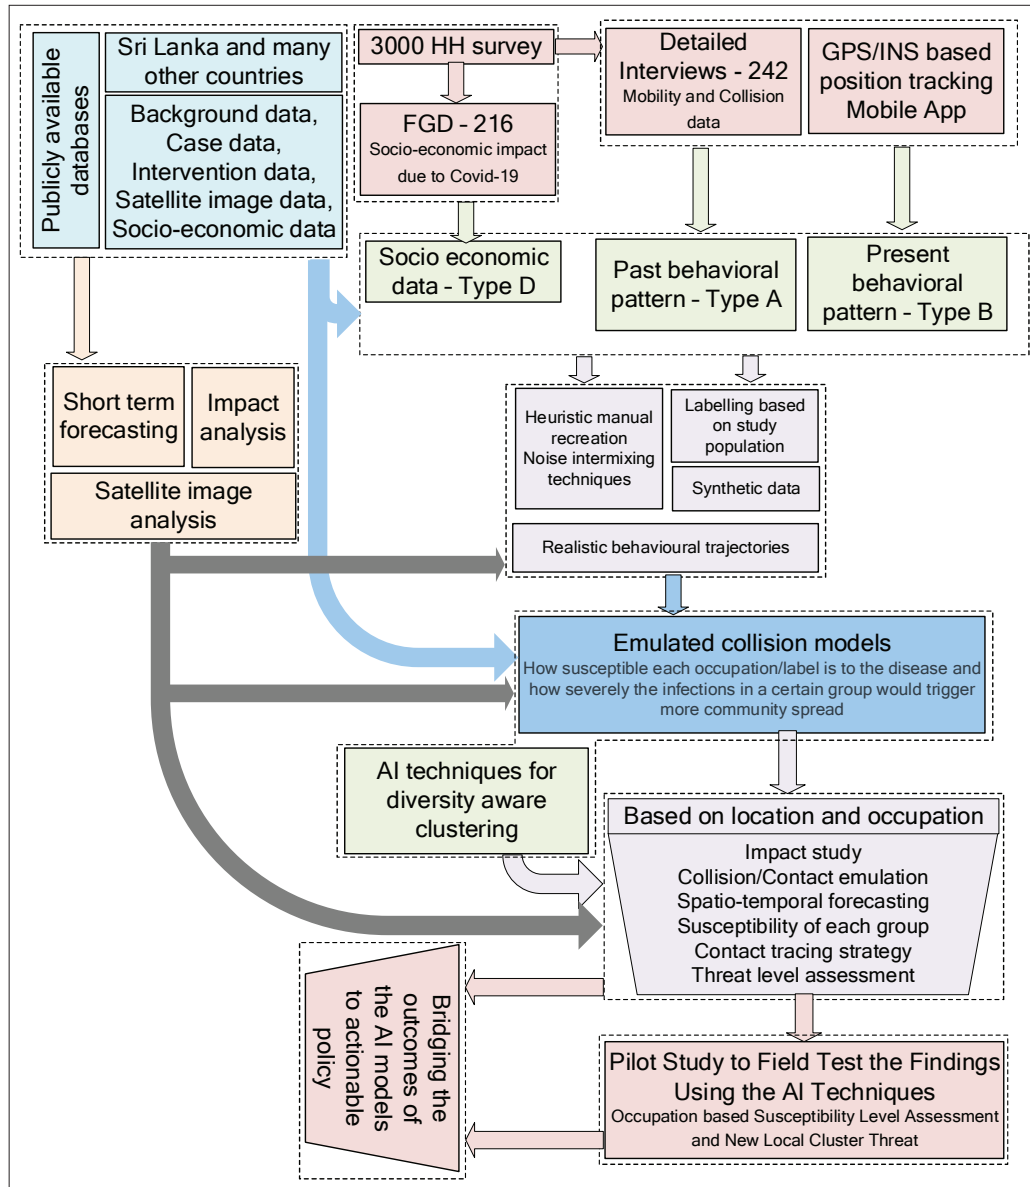 Publicly available
databases
Sri Lanka and many
other countries
Background data,
Case data,
Intervention data,
Satellite image data,
Socio-economic data
3000 HH survey
FGD - 216
Socio-economic impact
due to Covid-19
Detailed
Interviews - 242
Mobility and Collision
data
GPS/INS based
position tracking
Mobile App
Socio economic
data - Type D
Past behavioral
pattern - Type A
Present
behavioral
pattern - Type B
Short term
forecasting
Impact
analysis
Satellite image
analysis
Heuristic manual
recreation
Noise intermixing
techniques
Labelling based
on study
population
Synthetic data
Realistic behavioural trajectories
Emulated collision models
How susceptible each occupation/label is to the disease and
how severely the infections in a certain group would trigger
more community spread
AI techniques for
diversity aware
clustering
Based on location and occupation
Impact study
Collision/Contact emulation
Spatio-temporal forecasting
Susceptibility of each group
Contact tracing strategy
Threat level assessment
Bridging the
outcomes of
the AI models
to actionable
policy
Pilot Study to Field Test the Findings
Using the AI Techniques
Occupation based Susceptibility Level Assessment
and New Local Cluster Threat